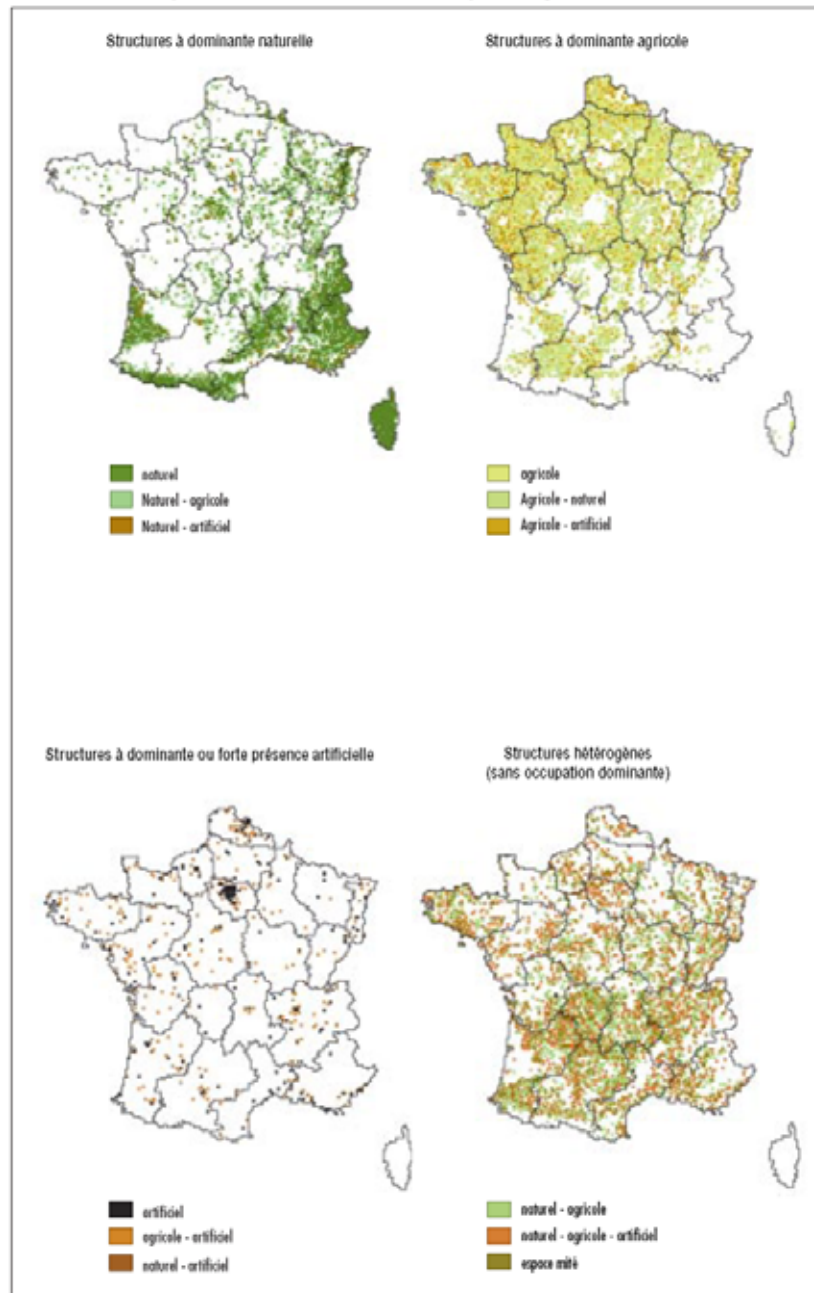 Structures à dominante naturelle
Structures à dominante agricole
naturel
Naturel - agricole
Naturel - artificiel
agricole
Agricole - naturel
Agricole - artificiel
Structures à dominante ou forte présence artificielle
Structures hétérogènes
(sans occupation dominante)
artificiel
agricole - artificiel
naturel - artificiel
naturel - agricole
naturel - agricole - artificiel
espace mité